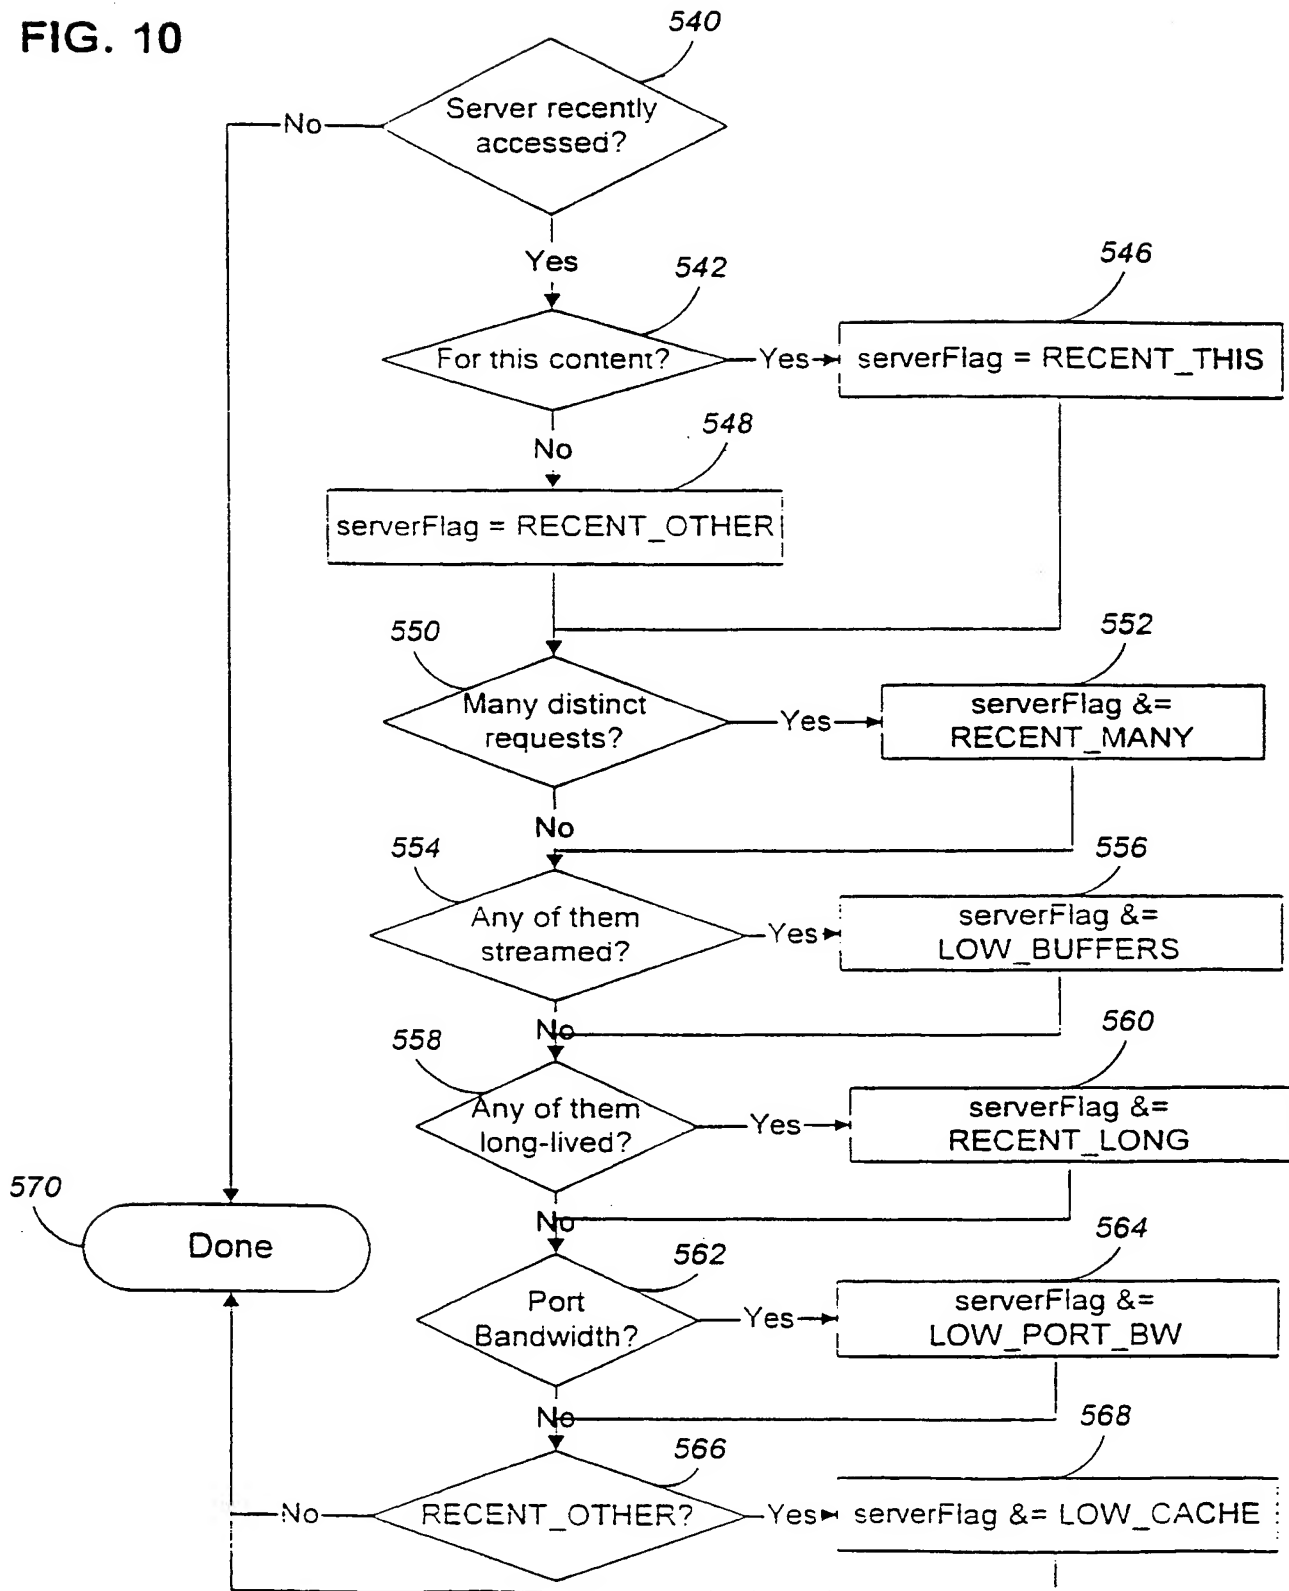 FIG. 10
540
Server recently
accessed?
No
Yes
542
546
For this content?
Yes
serverFlag = RECENT_THIS
No
548
serverFlag = RECENT_OTHER
550
552
Many distinct
requests?
Yes
serverFlag &=
RECENT_MANY
No
554
556
Any of them
streamed?
Yes
serverFlag &=
LOW_BUFFERS
No
558
560
Any of them
long-lived?
Yes
serverFlag &=
RECENT_LONG
570
Done
No
562
564
Port
Bandwidth?
Yes
serverFlag &=
LOW_PORT_BW
No
566
568
No
RECENT_OTHER?
Yes
serverFlag &= LOW_CACHE